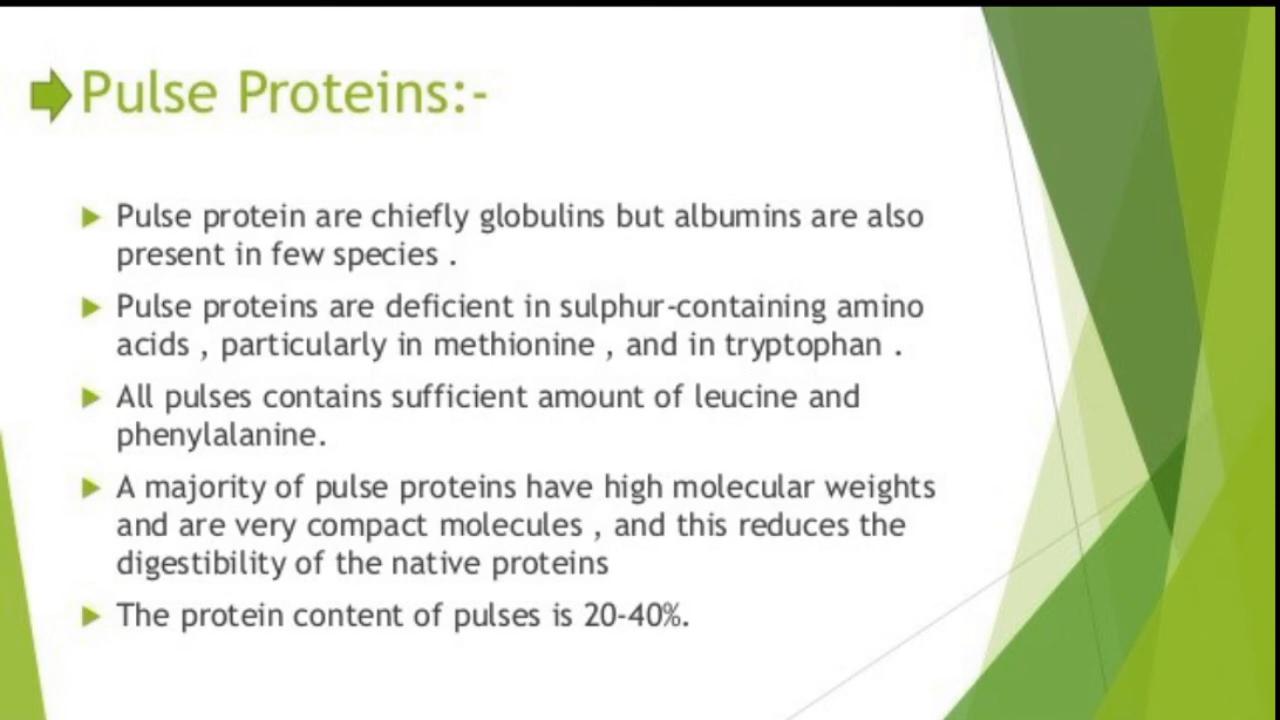 Pulse Proteins:-
Pulse protein are chiefly globulins but albumins are also
present in few species .
Pulse proteins are deficient in sulphur-containing amino
acids , particularly in methionine , and in tryptophan .
All pulses contains sufficient amount of leucine and
phenylalanine.
A majority of pulse proteins have high molecular weights
and are very compact molecules , and this reduces the
digestibility of the native proteins
The protein content of pulses is 20-40%.